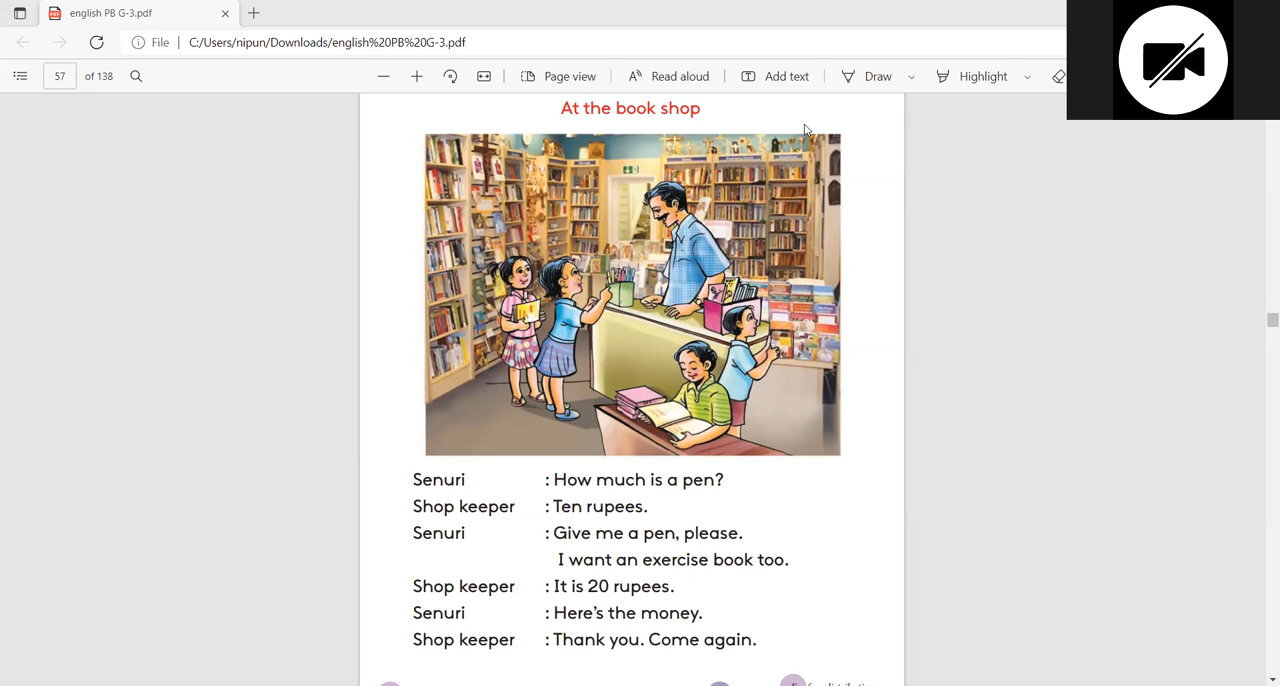 english PB G-3.pdf
File | C:/Users/nipun/Downloads/english%20PB%20G-3.pdf
57 of 138 Page view Read aloud Add text Draw Highlight
At the book shop
Senuri : How much is a pen?
Shop keeper : Ten rupees.
Senuri : Give me a pen, please.
I want an exercise book too.
Shop keeper : It is 20 rupees.
Senuri : Here's the money.
Shop keeper : Thank you. Come again.